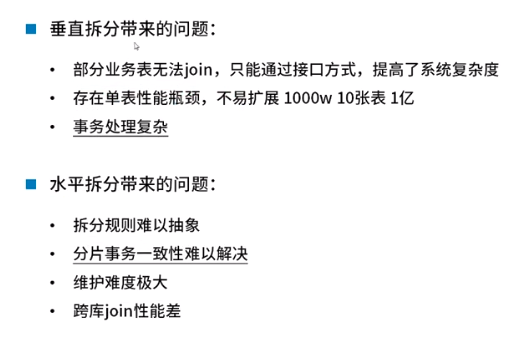 垂直拆分带来的问题：
部分业务表无法join，只能通过接口方式，提高了系统复杂度
存在单表性能瓶颈，不易扩展 1000w 10张表 1亿
事务处理复杂
水平拆分带来的问题：
拆分规则难以抽象
分片事务一致性难以解决
维护难度极大
跨库join性能差